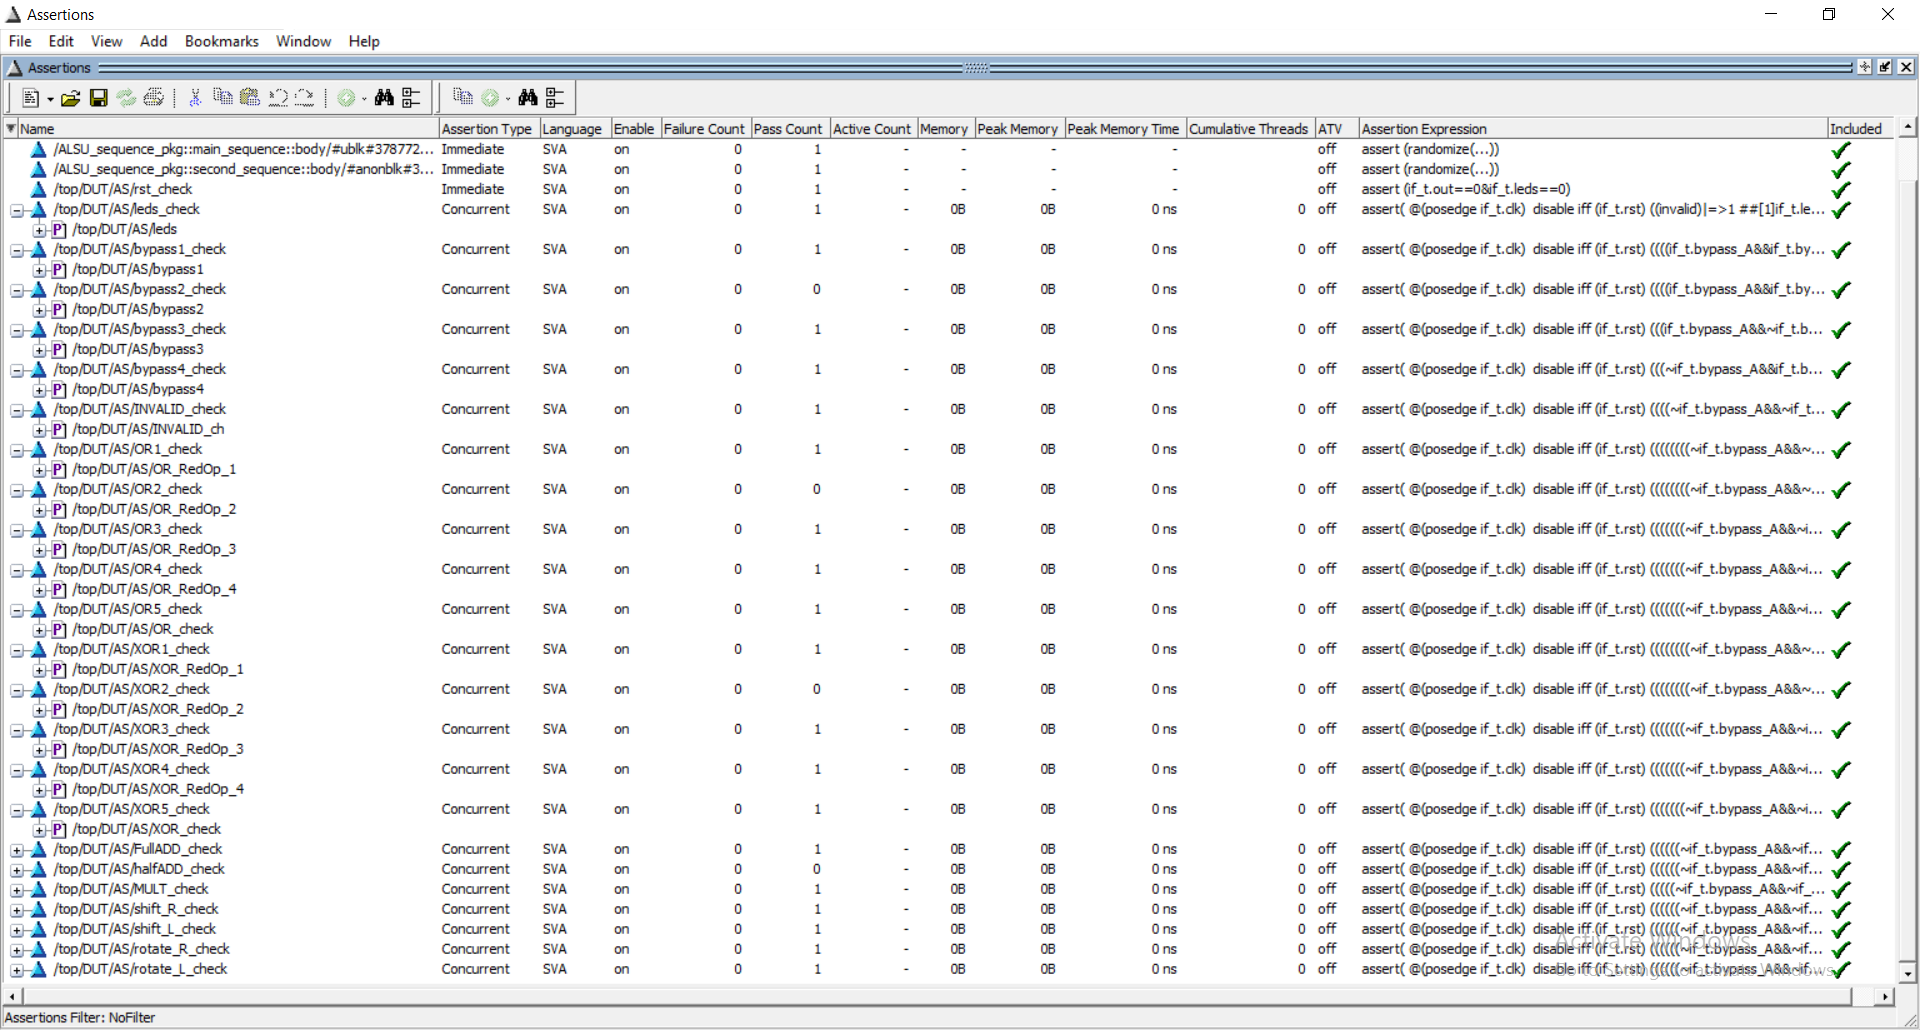 Assertions
File Edit View Add Bookmarks Window Help
Assertions
Name Assertion Type Language Enable Failure Count Pass Count Active Count Memory Peak Memory Peak Memory Time Cumulative Threads ATV Assertion Expression Included
/ALSU_sequence_pkg::main_sequence::body/#ublk#378772... Immediate SVA on 0 1 - - - - off assert (randomize(...))
/ALSU_sequence_pkg::second_sequence::body/#anonblk#3... Immediate SVA on 0 1 - - - - off assert (randomize(...))
/top/DUT/AS/rst_check Immediate SVA on 0 1 - - - - off assert (if_t.out==0&if_t.leds==0)
/top/DUT/AS/leds_check Concurrent SVA on 0 1 - 0B 0B 0 ns 0 off assert( @(posedge if_t.clk) disable iff (if_t.rst) ((invalid)|=>1 ##[1]if_t.le...
/top/DUT/AS/leds
/top/DUT/AS/bypass1_check Concurrent SVA on 0 1 - 0B 0B 0 ns 0 off assert( @(posedge if_t.clk) disable iff (if_t.rst) ((((if_t.bypass_A&&if_t.by...
/top/DUT/AS/bypass1
/top/DUT/AS/bypass2_check Concurrent SVA on 0 0 - 0B 0B 0 ns 0 off assert( @(posedge if_t.clk) disable iff (if_t.rst) ((((if_t.bypass_A&&if_t.by...
/top/DUT/AS/bypass2
/top/DUT/AS/bypass3_check Concurrent SVA on 0 1 - 0B 0B 0 ns 0 off assert( @(posedge if_t.clk) disable iff (if_t.rst) (((if_t.bypass_A&&~if_t.b...
/top/DUT/AS/bypass3
/top/DUT/AS/bypass4_check Concurrent SVA on 0 1 - 0B 0B 0 ns 0 off assert( @(posedge if_t.clk) disable iff (if_t.rst) (((~if_t.bypass_A&&if_t.b...
/top/DUT/AS/bypass4
/top/DUT/AS/INVALID_check Concurrent SVA on 0 1 - 0B 0B 0 ns 0 off assert( @(posedge if_t.clk) disable iff (if_t.rst) ((((~if_t.bypass_A&&~if_t...
/top/DUT/AS/INVALID_ch
/top/DUT/AS/OR1_check Concurrent SVA on 0 1 - 0B 0B 0 ns 0 off assert( @(posedge if_t.clk) disable iff (if_t.rst) ((((((((~if_t.bypass_A&&~...
/top/DUT/AS/OR_RedOp_1
/top/DUT/AS/OR2_check Concurrent SVA on 0 0 - 0B 0B 0 ns 0 off assert( @(posedge if_t.clk) disable iff (if_t.rst) ((((((((~if_t.bypass_A&&~...
/top/DUT/AS/OR_RedOp_2
/top/DUT/AS/OR3_check Concurrent SVA on 0 1 - 0B 0B 0 ns 0 off assert( @(posedge if_t.clk) disable iff (if_t.rst) (((((((~if_t.bypass_A&&~i...
/top/DUT/AS/OR_RedOp_3
/top/DUT/AS/OR4_check Concurrent SVA on 0 1 - 0B 0B 0 ns 0 off assert( @(posedge if_t.clk) disable iff (if_t.rst) (((((((~if_t.bypass_A&&~i...
/top/DUT/AS/OR_RedOp_4
/top/DUT/AS/OR5_check Concurrent SVA on 0 1 - 0B 0B 0 ns 0 off assert( @(posedge if_t.clk) disable iff (if_t.rst) (((((((~if_t.bypass_A&&~i...
/top/DUT/AS/OR_check
/top/DUT/AS/XOR1_check Concurrent SVA on 0 1 - 0B 0B 0 ns 0 off assert( @(posedge if_t.clk) disable iff (if_t.rst) ((((((((~if_t.bypass_A&&~...
/top/DUT/AS/XOR_RedOp_1
/top/DUT/AS/XOR2_check Concurrent SVA on 0 0 - 0B 0B 0 ns 0 off assert( @(posedge if_t.clk) disable iff (if_t.rst) ((((((((~if_t.bypass_A&&~...
/top/DUT/AS/XOR_RedOp_2
/top/DUT/AS/XOR3_check Concurrent SVA on 0 1 - 0B 0B 0 ns 0 off assert( @(posedge if_t.clk) disable iff (if_t.rst) (((((((~if_t.bypass_A&&~i...
/top/DUT/AS/XOR_RedOp_3
/top/DUT/AS/XOR4_check Concurrent SVA on 0 1 - 0B 0B 0 ns 0 off assert( @(posedge if_t.clk) disable iff (if_t.rst) (((((((~if_t.bypass_A&&~i...
/top/DUT/AS/XOR_RedOp_4
/top/DUT/AS/XOR5_check Concurrent SVA on 0 1 - 0B 0B 0 ns 0 off assert( @(posedge if_t.clk) disable iff (if_t.rst) (((((((~if_t.bypass_A&&~i...
/top/DUT/AS/XOR_check
/top/DUT/AS/FullADD_check Concurrent SVA on 0 1 - 0B 0B 0 ns 0 off assert( @(posedge if_t.clk) disable iff (if_t.rst) ((((((~if_t.bypass_A&&~if...
/top/DUT/AS/halfADD_check Concurrent SVA on 0 0 - 0B 0B 0 ns 0 off assert( @(posedge if_t.clk) disable iff (if_t.rst) ((((((~if_t.bypass_A&&~if...
/top/DUT/AS/MULT_check Concurrent SVA on 0 1 - 0B 0B 0 ns 0 off assert( @(posedge if_t.clk) disable iff (if_t.rst) (((((~if_t.bypass_A&&~if_...
/top/DUT/AS/shift_R_check Concurrent SVA on 0 1 - 0B 0B 0 ns 0 off assert( @(posedge if_t.clk) disable iff (if_t.rst) ((((((~if_t.bypass_A&&~if...
/top/DUT/AS/shift_L_check Concurrent SVA on 0 1 - 0B 0B 0 ns 0 off assert( @(posedge if_t.clk) disable iff (if_t.rst) ((((((~if_t.bypass_A&&~if...
/top/DUT/AS/rotate_R_check Concurrent SVA on 0 1 - 0B 0B 0 ns 0 off assert( @(posedge if_t.clk) disable iff (if_t.rst) ((((((~if_t.bypass_A&&~if...
/top/DUT/AS/rotate_L_check Concurrent SVA on 0 1 - 0B 0B 0 ns 0 off assert( @(posedge if_t.clk) disable iff (if_t.rst) ((((((~if_t.bypass_A&&~if...
Activate Windows
Go to Settings to activate Windows.
Assertions Filter: NoFilter